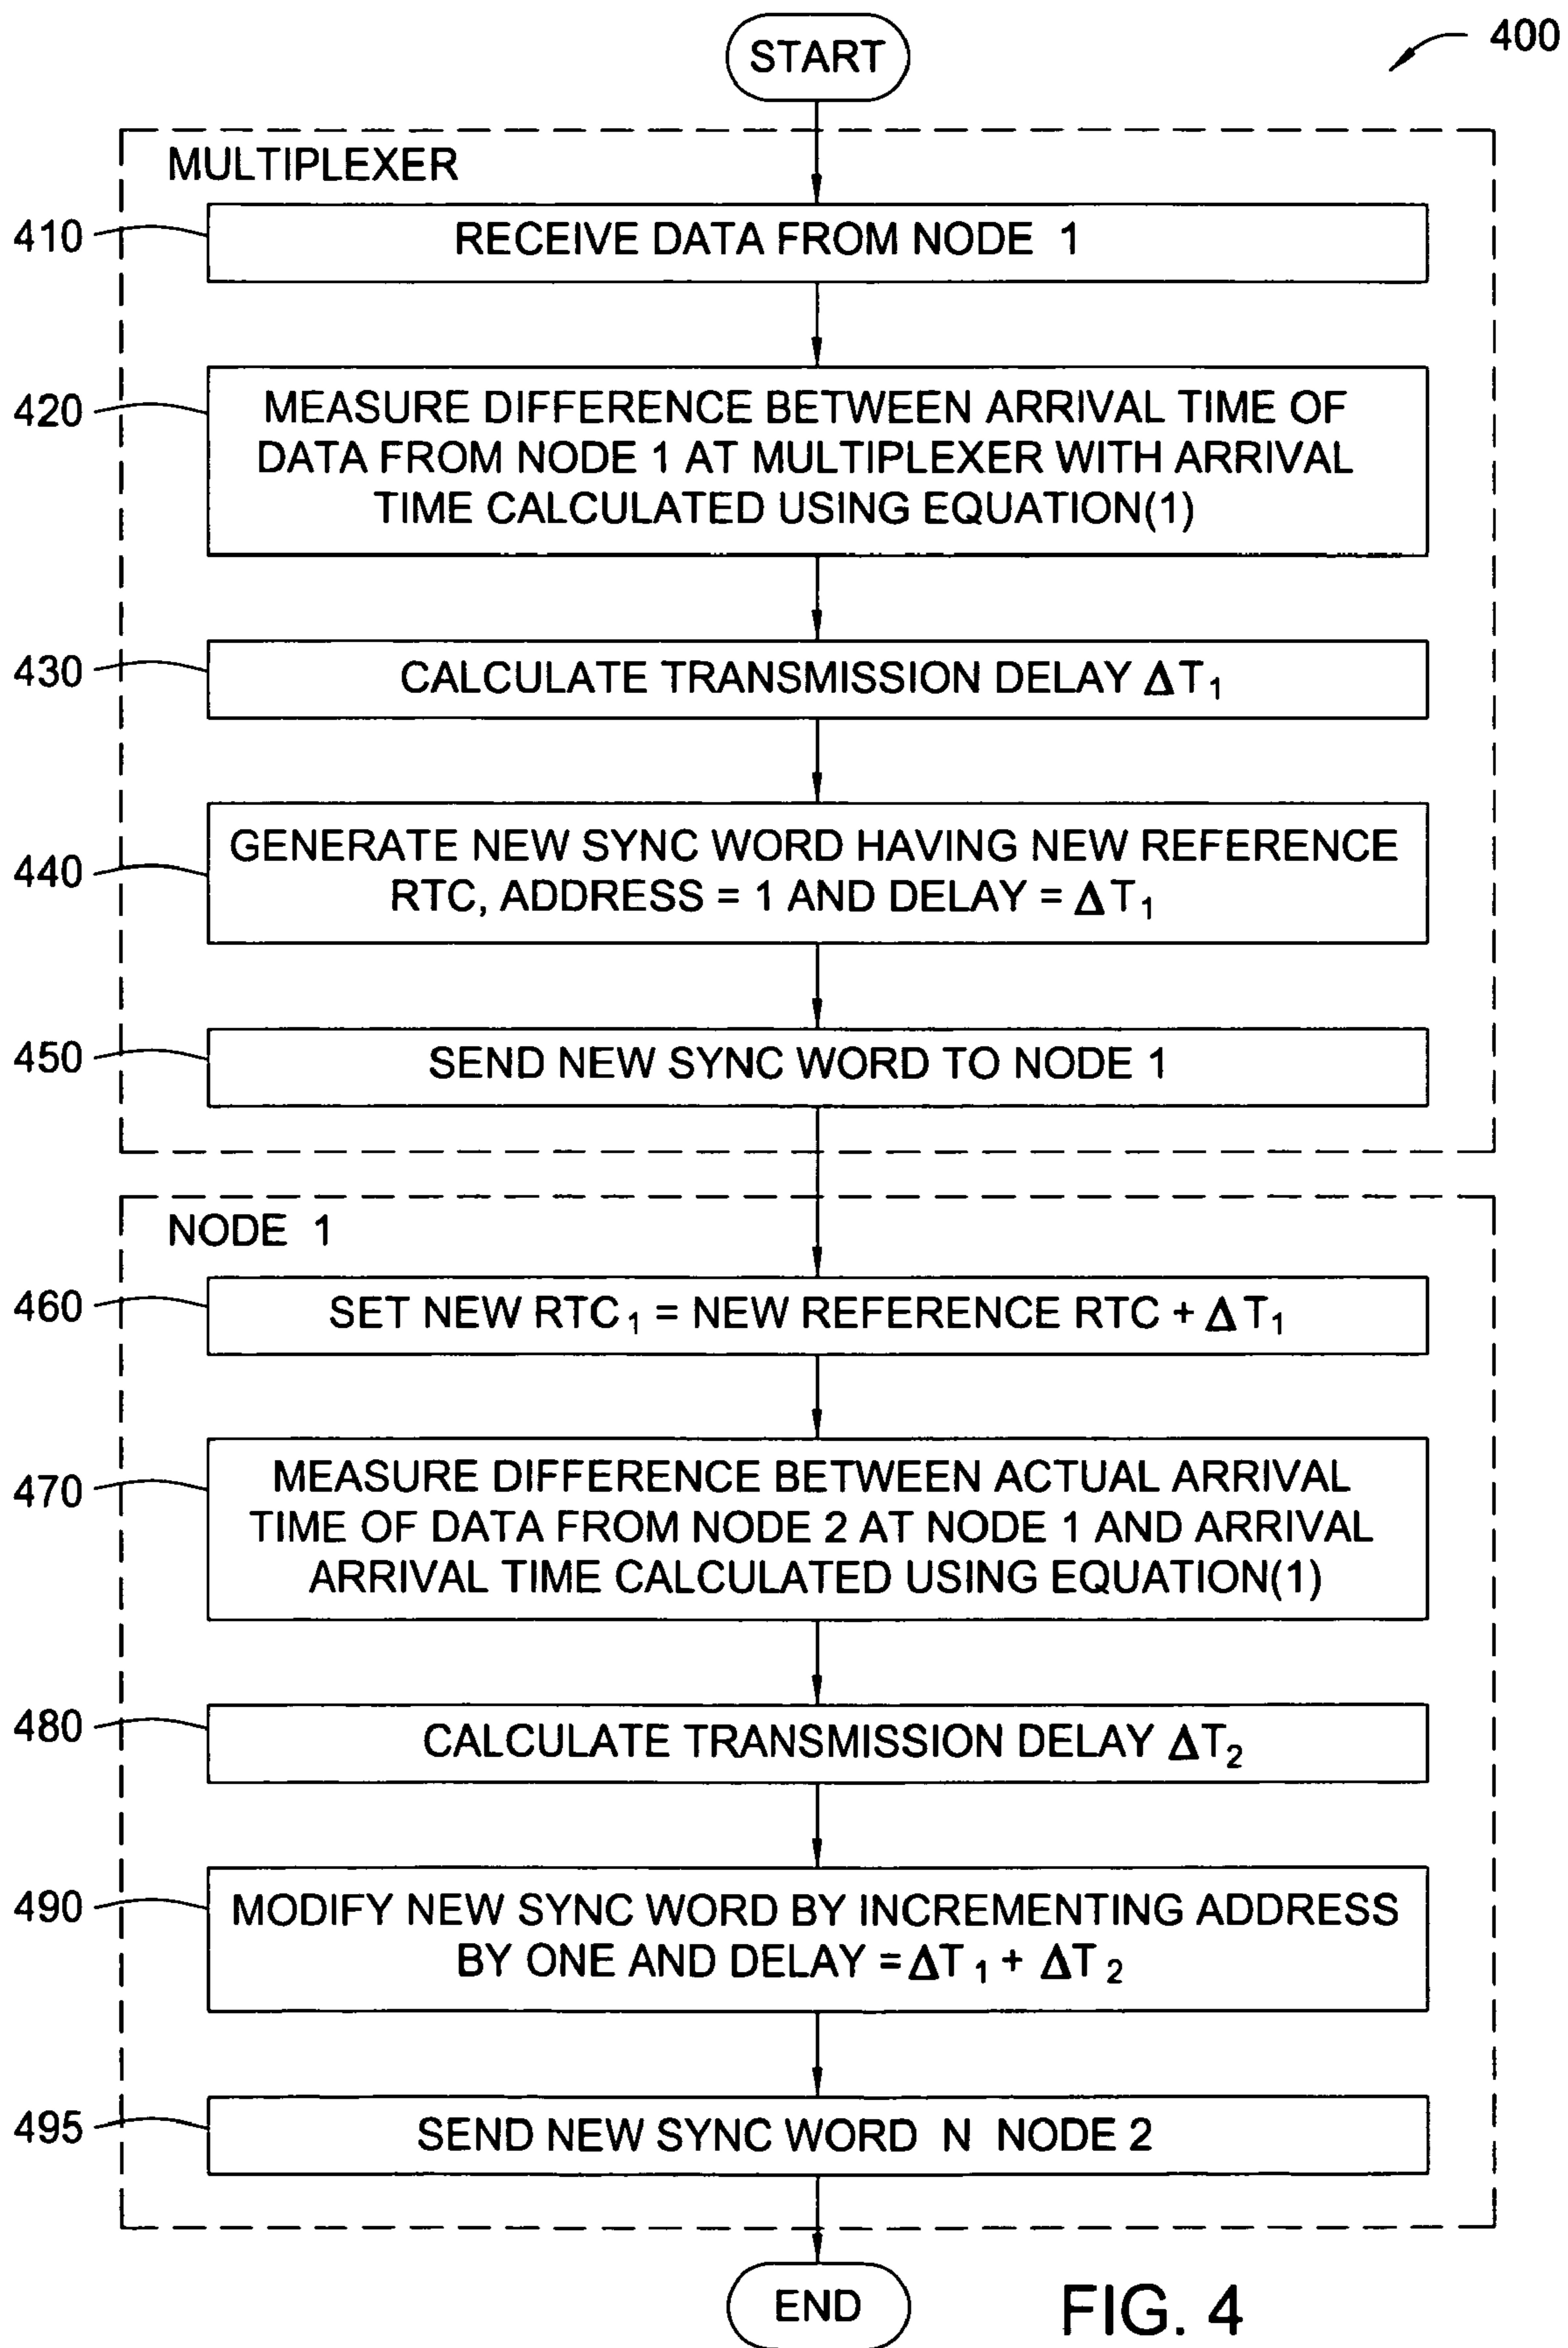 START
400
MULTIPLEXER
410
RECEIVE DATA FROM NODE 1
420
MEASURE DIFFERENCE BETWEEN ARRIVAL TIME OF
DATA FROM NODE 1 AT MULTIPLEXER WITH ARRIVAL
TIME CALCULATED USING EQUATION(1)
430
CALCULATE TRANSMISSION DELAY ΔT₁
440
GENERATE NEW SYNC WORD HAVING NEW REFERENCE
RTC, ADDRESS = 1 AND DELAY = ΔT₁
450
SEND NEW SYNC WORD TO NODE 1
NODE 1
460
SET NEW RTC₁ = NEW REFERENCE RTC + ΔT₁
470
MEASURE DIFFERENCE BETWEEN ACTUAL ARRIVAL
TIME OF DATA FROM NODE 2 AT NODE 1 AND ARRIVAL
ARRIVAL TIME CALCULATED USING EQUATION(1)
480
CALCULATE TRANSMISSION DELAY ΔT₂
490
MODIFY NEW SYNC WORD BY INCREMENTING ADDRESS
BY ONE AND DELAY =ΔT₁ + ΔT₂
495
SEND NEW SYNC WORD N NODE 2
END
FIG. 4